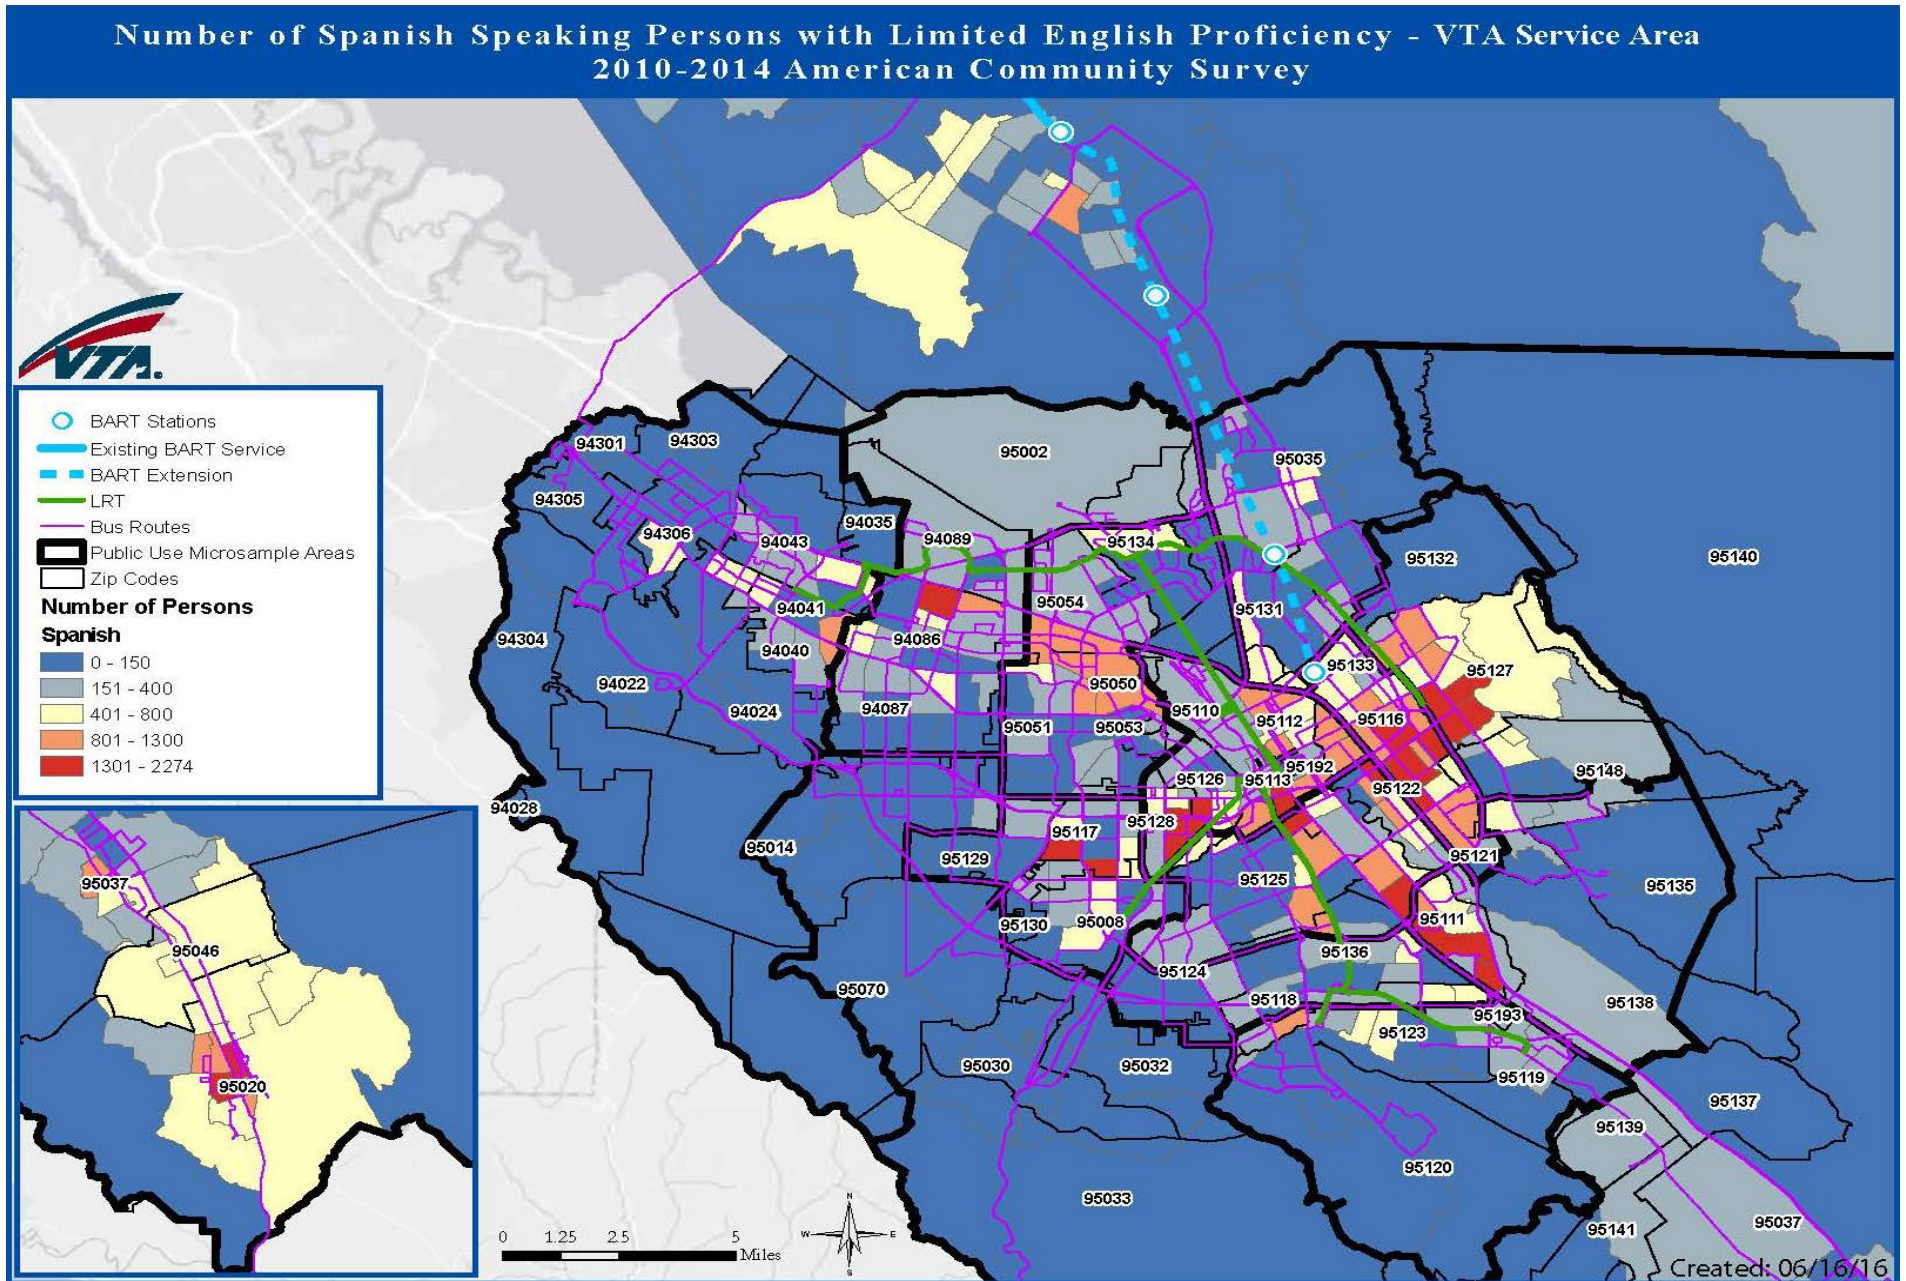 Number of Spanish Speaking Persons with Limited English Proficiency - VTA Service Area
2010-2014 American Community Survey
VTA.
BART Stations
Existing BART Service
BART Extension
LRT
Bus Routes
Public Use Microsample Areas
Zip Codes
Number of Persons
Spanish
0 - 150
151 - 400
401 - 800
801 - 1300
1301 - 2274
94301
94303
95002
95035
94305
94306
94043
94035
94089
95134
95132
95140
94041
95054
95131
94304
94040
94086
95133
95127
94022
95050
94024
94087
95110
95112
95116
95051
95053
95192
95126
95113
95122
95148
94028
95117
95128
95014
95129
95121
95125
95135
95130
95008
95111
95136
95124
95070
95118
95138
95193
95123
95030
95032
95119
95137
95139
95120
95033
95141
95037
95037
95046
95020
0 1.25 2.5 5
Miles
N
W E
S
Created: 06/16/16